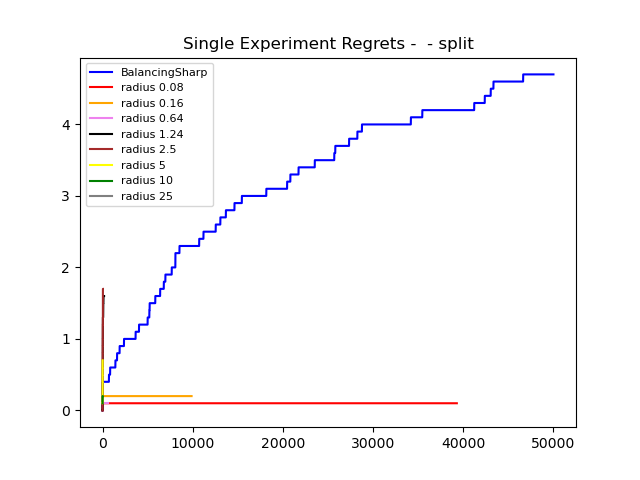 Single Experiment Regrets -  - split
BalancingSharp
radius 0.08
radius 0.16
radius 0.64
radius 1.24
radius 2.5
radius 5
radius 10
radius 25
4
3
2
1
0
0 10000 20000 30000 40000 50000